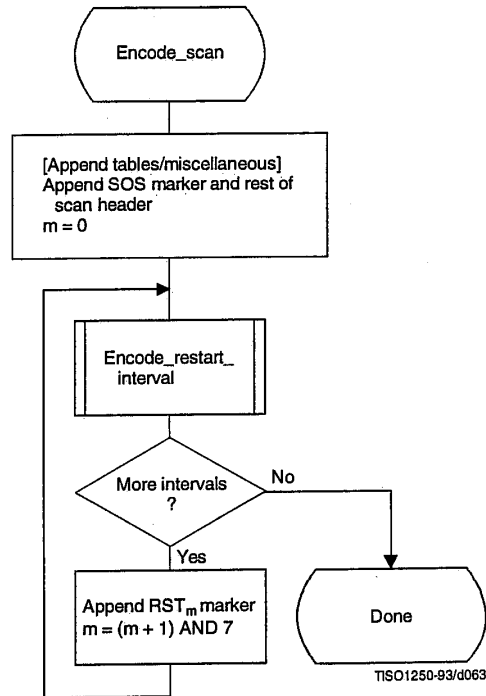 Encode_scan
[Append tables/miscellaneous]
Append SOS marker and rest of
scan header
m = 0
Encode_restart_
interval
More intervals
?
No
Yes
Append RSTₘ marker
m = (m + 1) AND 7
Done
TISO1250-93/d063